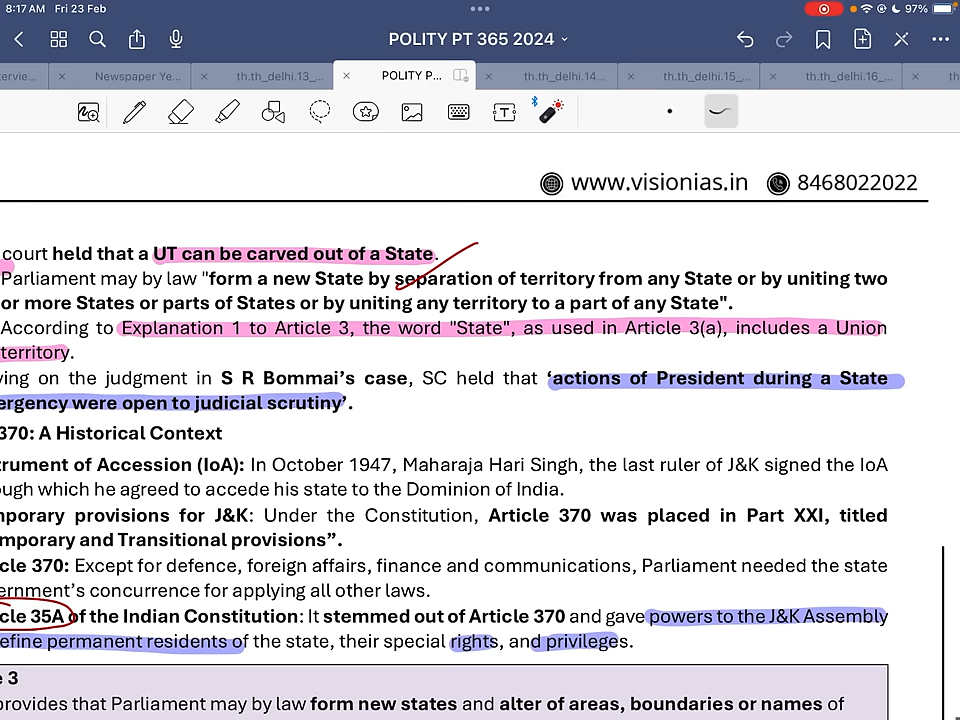 8:17 AM Fri 23 Feb
97%
POLITY PT 365 2024
tervie... Newspaper Ye... th.th_delhi.13_... POLITY P... th.th_delhi.14... th.th_delhi.15_... th.th_delhi.16_... th
www.visionias.in 8468022022
court held that a UT can be carved out of a State.
Parliament may by law "form a new State by separation of territory from any State or by uniting two
or more States or parts of States or by uniting any territory to a part of any State".
According to Explanation 1 to Article 3, the word "State", as used in Article 3(a), includes a Union
territory.
ying on the judgment in S R Bommai’s case, SC held that ‘actions of President during a State
ergency were open to judicial scrutiny’.
370: A Historical Context
trument of Accession (IoA): In October 1947, Maharaja Hari Singh, the last ruler of J&K signed the IoA
ough which he agreed to accede his state to the Dominion of India.
mporary provisions for J&K: Under the Constitution, Article 370 was placed in Part XXI, titled
mporary and Transitional provisions”.
cle 370: Except for defence, foreign affairs, finance and communications, Parliament needed the state
ernment’s concurrence for applying all other laws.
cle 35A of the Indian Constitution: It stemmed out of Article 370 and gave powers to the J&K Assembly
efine permanent residents of the state, their special rights, and privileges.
e 3
provides that Parliament may by law form new states and alter of areas, boundaries or names of